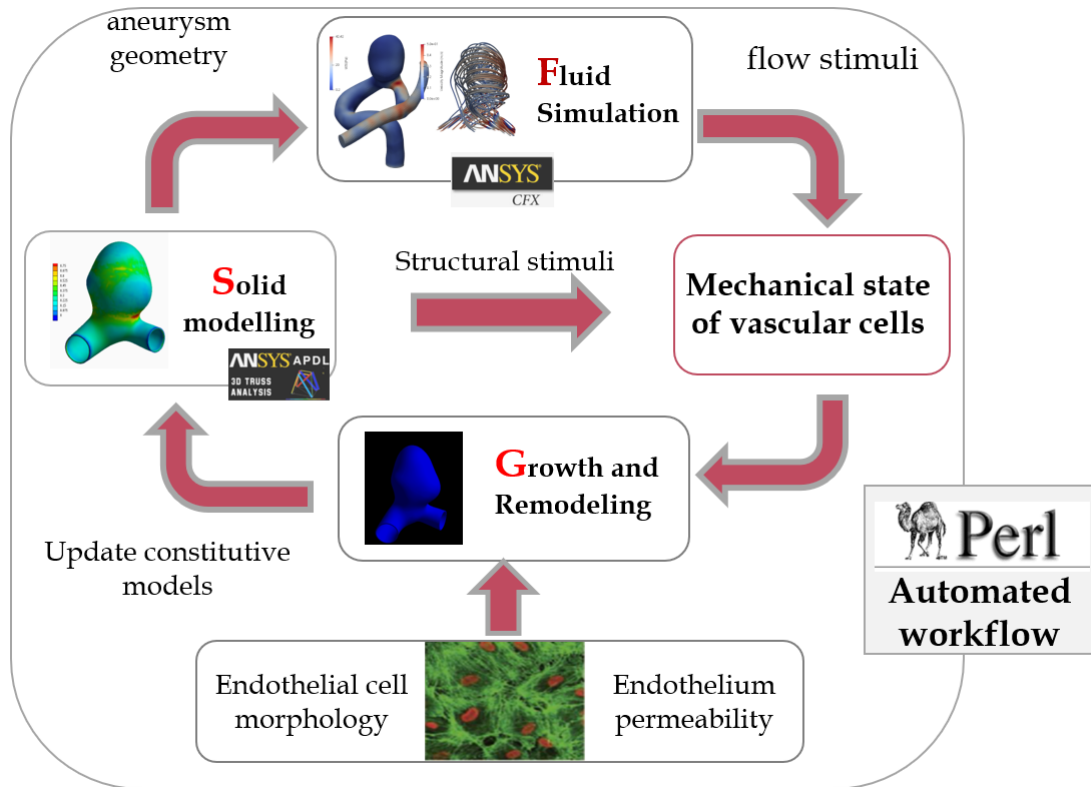 aneurysm
geometry
Fluid
Simulation
flow stimuli
ANSYS
CFX
Structural stimuli
Solid
modelling
ANSYS APDL
3D TRUSS
ANALYSIS
Mechanical state
of vascular cells
Growth and
Remodeling
Update constitutive
models
Perl
Automated
workflow
Endothelial cell
morphology
Endothelium
permeability